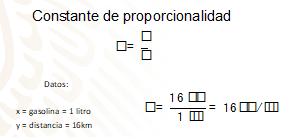 Constante de proporcionalidad
□= □/□
Datos:
x = gasolina = 1 litro
y = distancia = 16km
□= 16 □□ / 1 □□ = 16 □□/□□